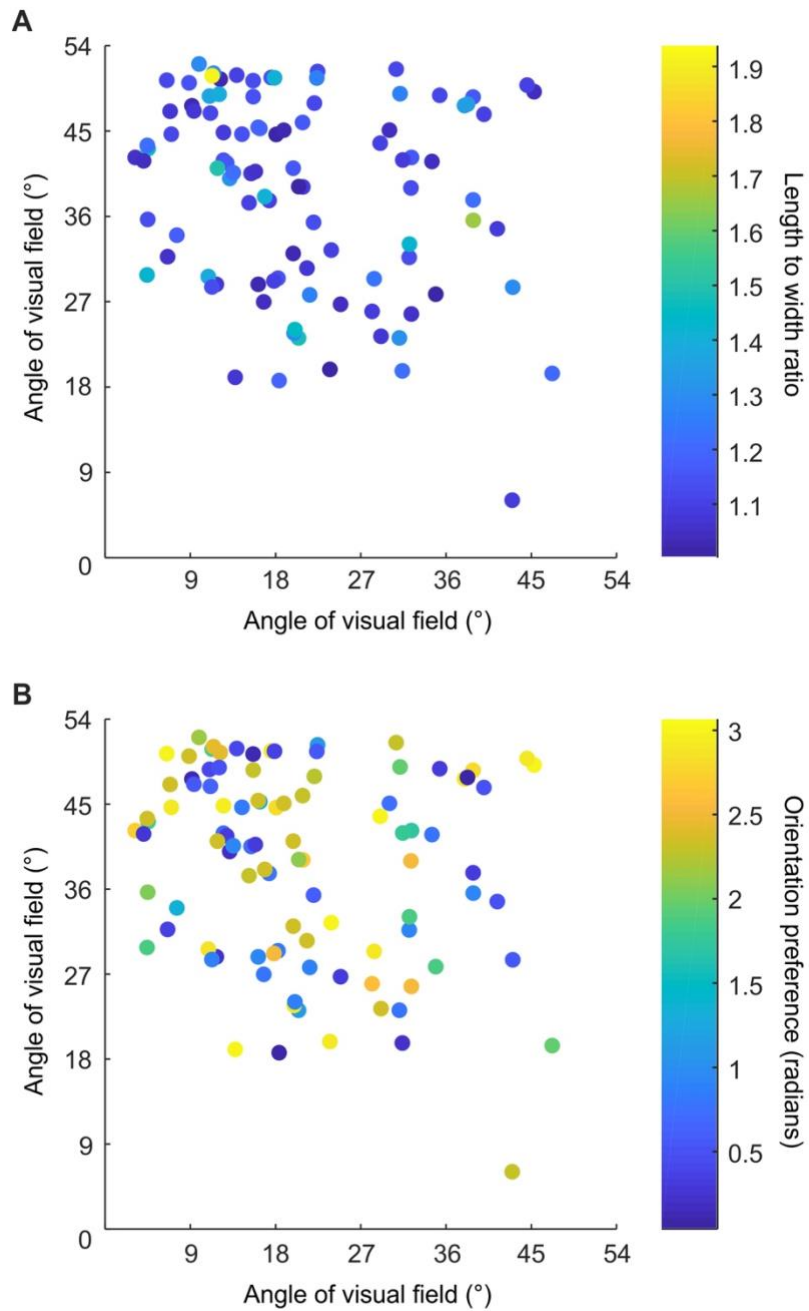 A
54
45
36
27
18
9
0
9 18 27 36 45 54
Angle of visual field (°)
Angle of visual field (°)
1.9
1.8
1.7
1.6
1.5
1.4
1.3
1.2
1.1
Length to width ratio
B
54
45
36
27
18
9
0
9 18 27 36 45 54
Angle of visual field (°)
Angle of visual field (°)
3
2.5
2
1.5
1
0.5
Orientation preference (radians)